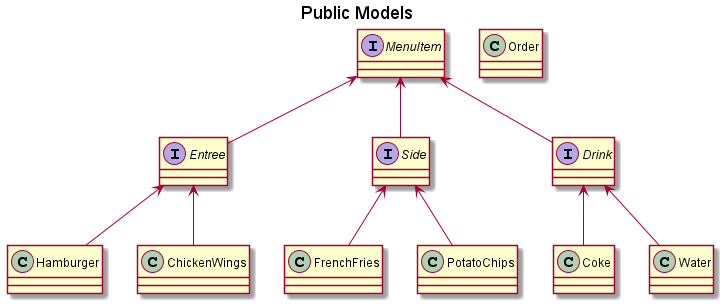 Public Models
I MenuItem
C Order
I Entree
I Side
I Drink
C Hamburger
C ChickenWings
C FrenchFries
C PotatoChips
C Coke
C Water